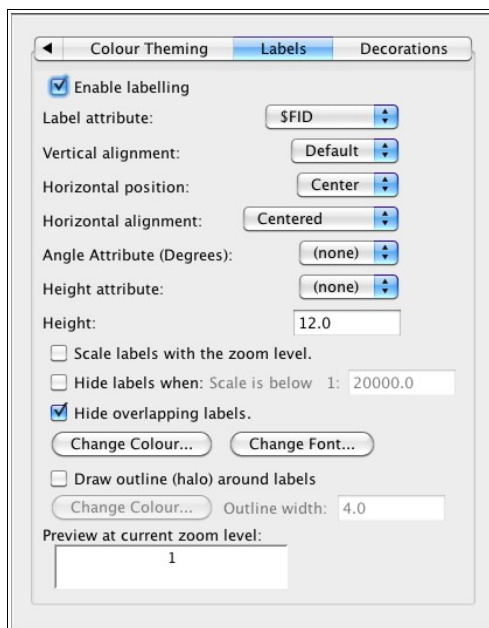 Colour Theming Labels Decorations
Enable labelling
Label attribute: $FID
Vertical alignment: Default
Horizontal position: Center
Horizontal alignment: Centered
Angle Attribute (Degrees): (none)
Height attribute: (none)
Height: 12.0
Scale labels with the zoom level.
Hide labels when: Scale is below 1: 20000.0
Hide overlapping labels.
Change Colour... Change Font...
Draw outline (halo) around labels
Change Colour... Outline width: 4.0
Preview at current zoom level:
1